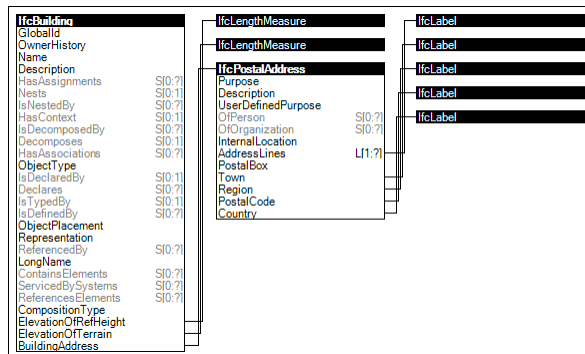 IfcBuilding
GlobalId
OwnerHistory
Name
Description
HasAssignments S[0:?]
Nests S[0:1]
IsNestedBy S[0:?]
HasContext S[0:1]
IsDecomposedBy S[0:?]
Decomposes S[0:1]
HasAssociations S[0:?]
ObjectType
IsDeclaredBy S[0:1]
Declares S[0:?]
IsTypedBy S[0:1]
IsDefinedBy S[0:?]
ObjectPlacement
Representation
ReferencedBy S[0:?]
LongName
ContainsElements S[0:?]
ServicedBySystems S[0:?]
ReferencesElements S[0:?]
CompositionType
ElevationOfRefHeight
ElevationOfTerrain
BuildingAddress
IfcLengthMeasure
IfcLengthMeasure
IfcPostalAddress
Purpose
Description
UserDefinedPurpose
OfPerson S[0:?]
OfOrganization S[0:?]
InternalLocation
AddressLines L[1:?]
PostalBox
Town
Region
PostalCode
Country
IfcLabel
IfcLabel
IfcLabel
IfcLabel
IfcLabel